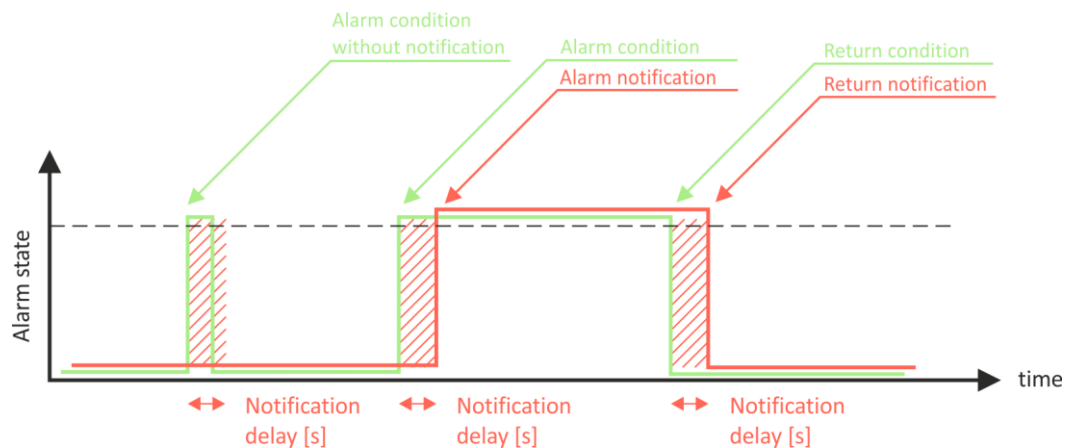 Alarm condition
without notification
Alarm condition
Alarm notification
Return condition
Return notification
Alarm state
time
Notification
delay [s]
Notification
delay [s]
Notification
delay [s]